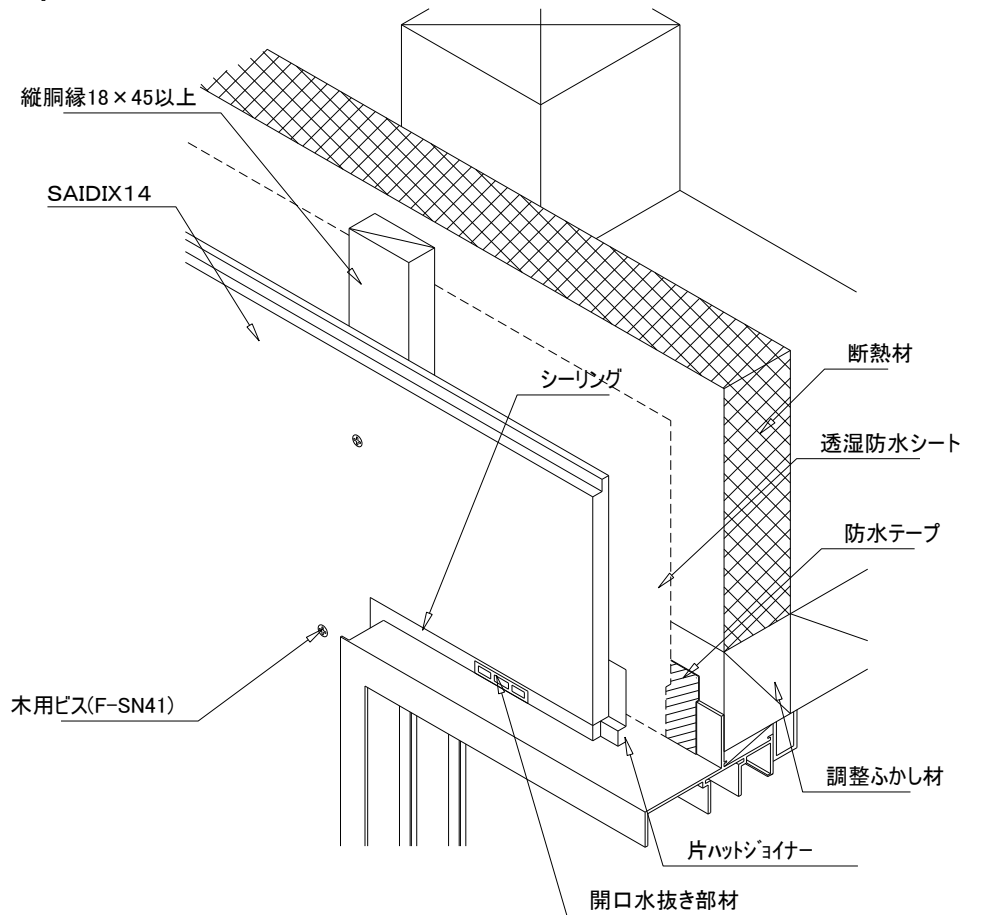 縦胴縁18×45以上
SAIDIX14
シーリング
断熱材
透湿防水シート
防水テープ
木用ビス(F-SN41)
調整ふかし材
片ハットジョイナー
開口水抜き部材